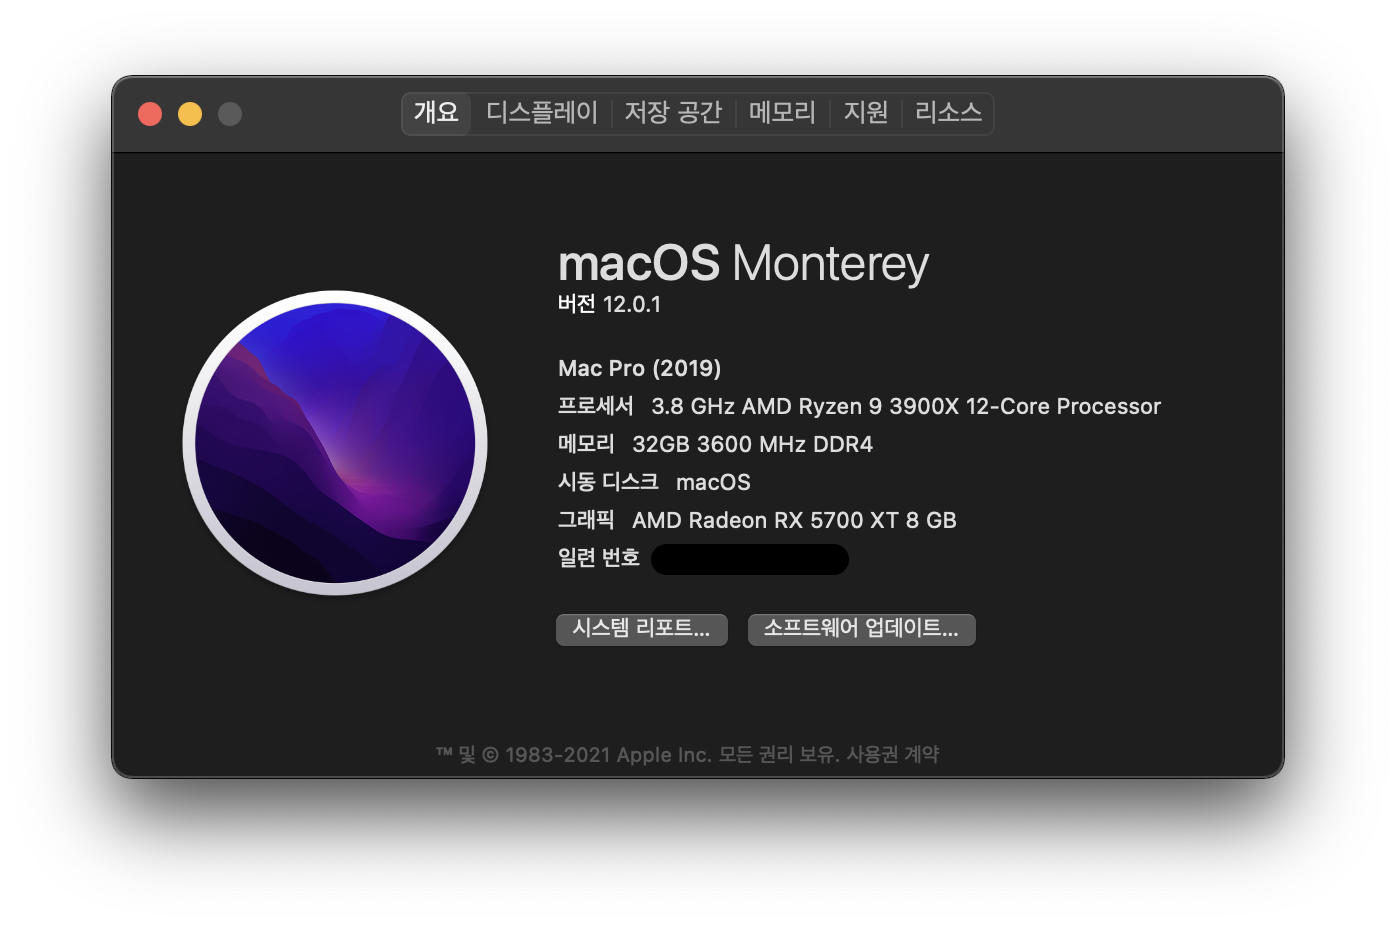 개요 디스플레이 저장 공간 메모리 지원 리소스
macOS Monterey
버전 12.0.1
Mac Pro (2019)
프로세서 3.8 GHz AMD Ryzen 9 3900X 12-Core Processor
메모리 32GB 3600 MHz DDR4
시동 디스크 macOS
그래픽 AMD Radeon RX 5700 XT 8 GB
일련 번호
시스템 리포트... 소프트웨어 업데이트...
™ 및 © 1983-2021 Apple Inc. 모든 권리 보유. 사용권 계약